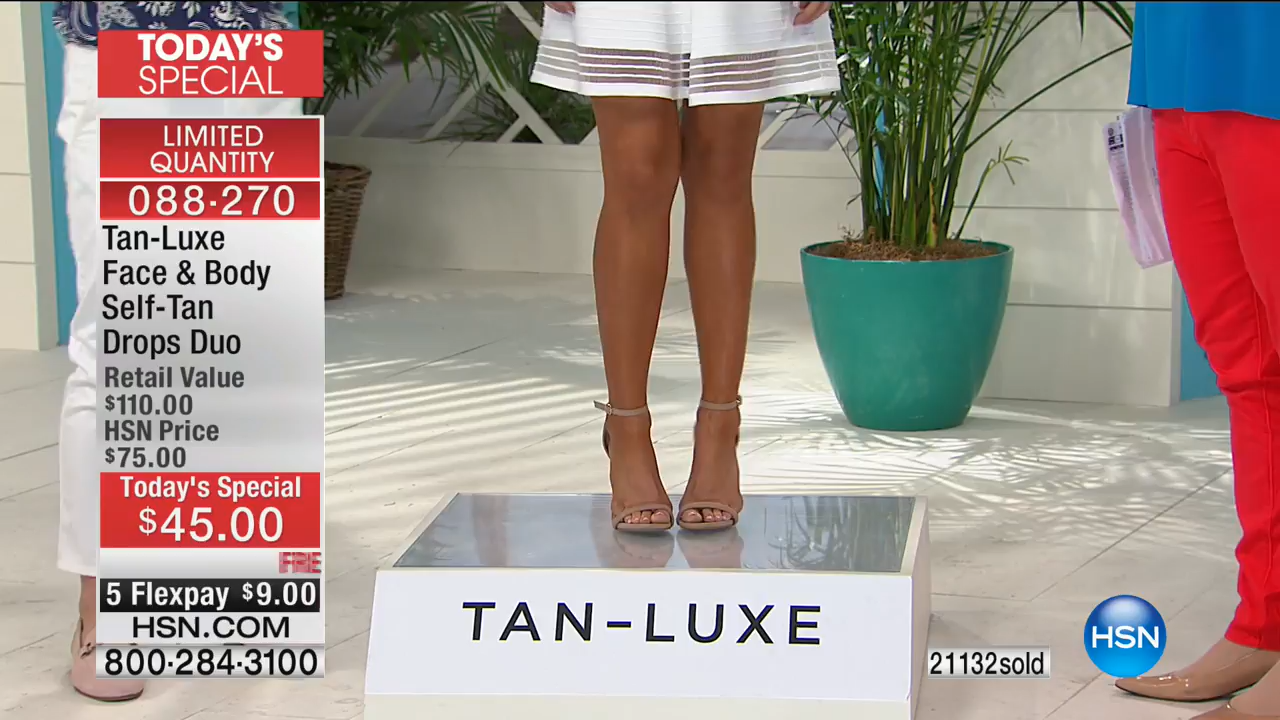 TODAY'S
SPECIAL
LIMITED
QUANTITY
088·270
Tan-Luxe
Face & Body
Self-Tan
Drops Duo
Retail Value
$110.00
HSN Price
$75.00
Today's Special
$45.00
5 Flexpay $9.00
HSN.COM
800·284·3100
TAN-LUXE
21132sold
HSN